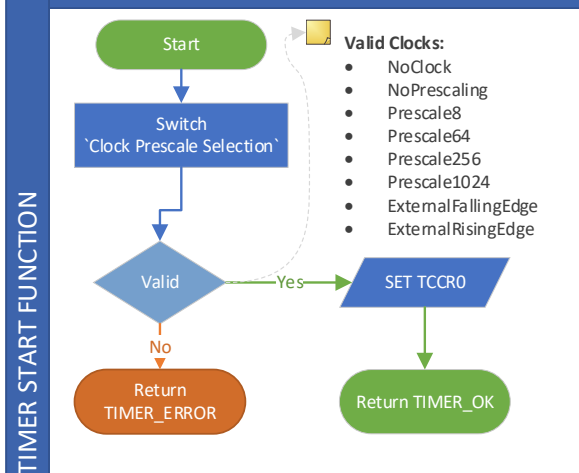 TIMER START FUNCTION
Start
Switch
`Clock Prescale Selection`
Valid
Yes
No
SET TCCR0
Return
TIMER_ERROR
Return TIMER_OK
Valid Clocks:
• NoClock
• NoPrescaling
• Prescale8
• Prescale64
• Prescale256
• Prescale1024
• ExternalFallingEdge
• ExternalRisingEdge